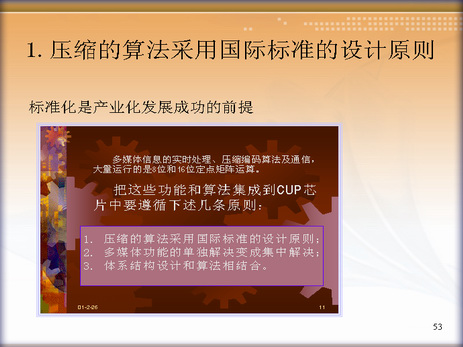 1. 压缩的算法采用国际标准的设计原则
标准化是产业化发展成功的前提
多媒体信息的实时处理、压缩编码算法及通信，
大量运行的是8位和16位定点矩阵运算。
把这些功能和算法集成到CUP芯
片中要遵循下述几条原则：
1. 压缩的算法采用国际标准的设计原则；
2. 多媒体功能的单独解决变成集中解决；
3. 体系结构设计和算法相结合。
01-2-26
11
53